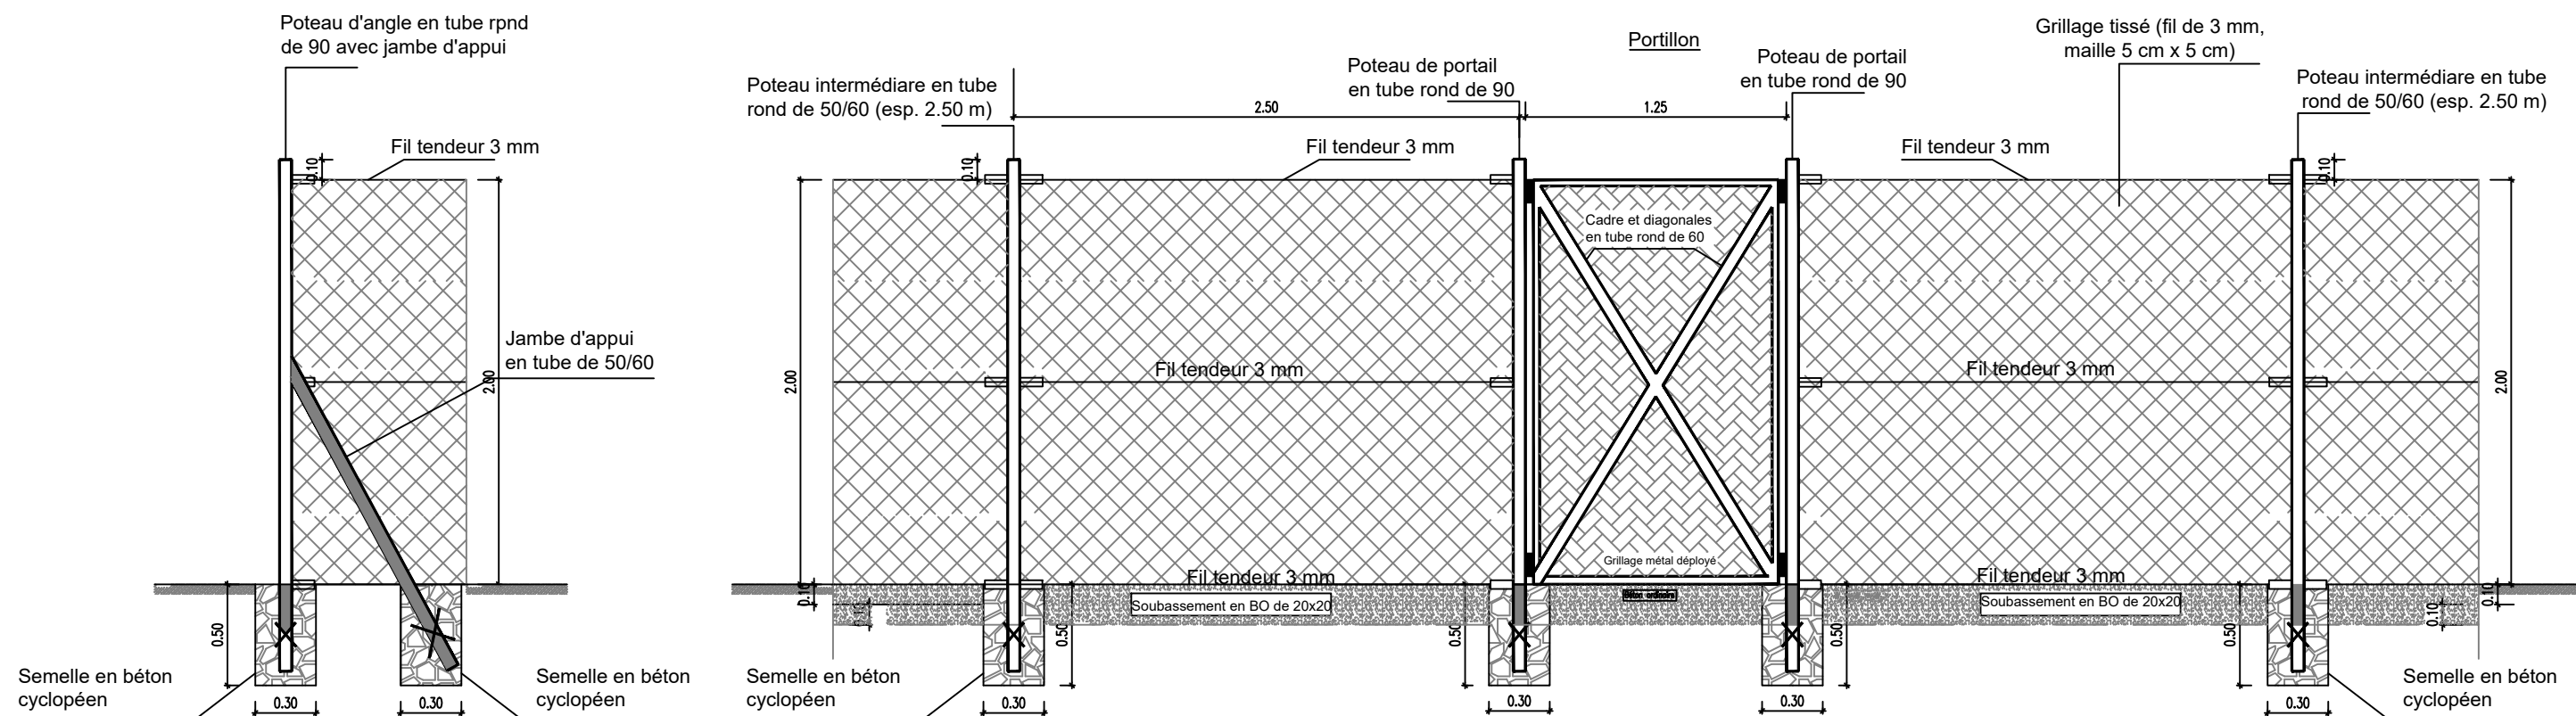 Poteau d'angle en tube rpnd
de 90 avec jambe d'appui
Fil tendeur 3 mm
0.10
Jambe d'appui
en tube de 50/60
2.00
0.50
Semelle en béton
cyclopéen
0.30
0.30
Semelle en béton
cyclopéen
Portillon
Poteau intermédiare en tube
rond de 50/60 (esp. 2.50 m)
Poteau de portail
en tube rond de 90
Poteau de portail
en tube rond de 90
Grillage tissé (fil de 3 mm,
maille 5 cm x 5 cm)
Poteau intermédiare en tube
rond de 50/60 (esp. 2.50 m)
2.50
1.25
0.10
Fil tendeur 3 mm
Fil tendeur 3 mm
0.10
Cadre et diagonales
en tube rond de 60
2.00
Fil tendeur 3 mm
Fil tendeur 3 mm
2.00
Grillage métal déployé
Fil tendeur 3 mm
Fil tendeur 3 mm
0.10
0.10
Soubassement en BO de 20x20
Béton ordinaire
Soubassement en BO de 20x20
0.10
0.10
0.50
0.50
0.50
0.50
Semelle en béton
cyclopéen
0.30
0.30
0.30
0.30
Semelle en béton
cyclopéen